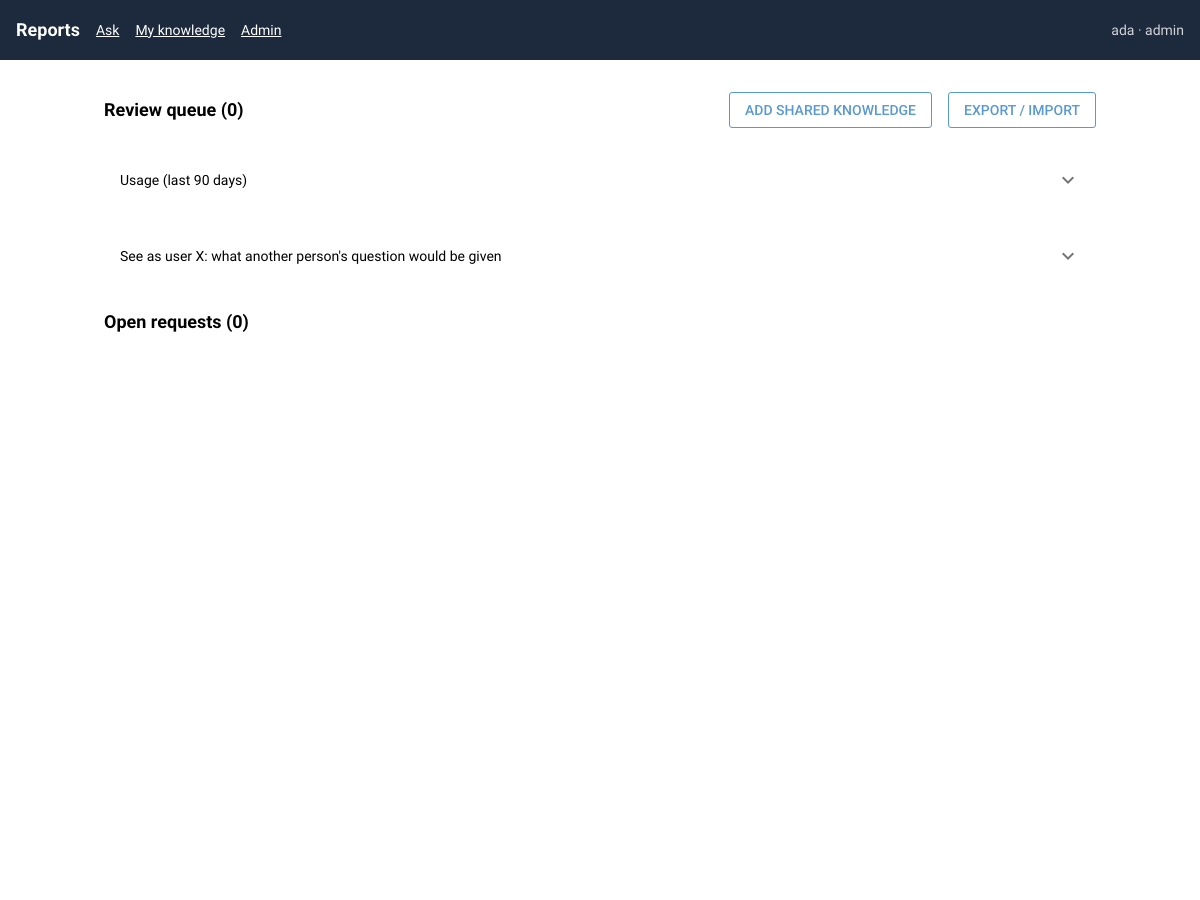 Reports Ask My knowledge Admin ada · admin
Review queue (0) ADD SHARED KNOWLEDGE EXPORT / IMPORT
Usage (last 90 days)
See as user X: what another person's question would be given
Open requests (0)